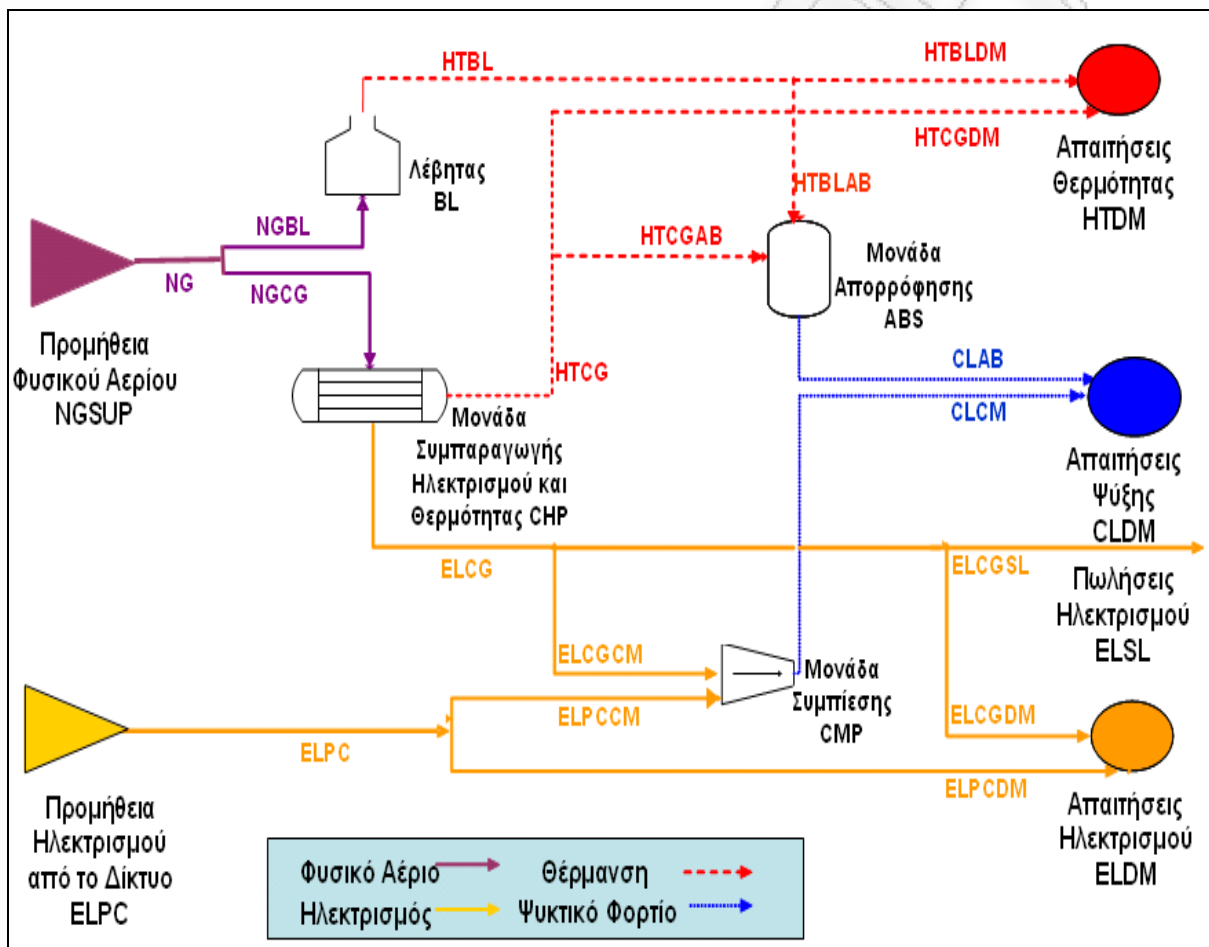 HTBL
HTBLDM
HTCGDM
Απαιτήσεις
Θερμότητας
HTDM
Λέβητας
BL
HTBLAB
NGBL
NG
NGCG
HTCGAB
Μονάδα
Απορρόφησης
ABS
Προμήθεια
Φυσικού Αερίου
NGSUP
HTCG
Μονάδα
Συμπαραγωγής
Ηλεκτρισμού και
Θερμότητας CHP
CLAB
CLCM
Απαιτήσεις
Ψύξης
CLDM
ELCG
ELCGSL
Πωλήσεις
Ηλεκτρισμού
ELSL
ELCGCM
ELPCCM
Μονάδα
Συμπίεσης
CMP
ELCGDM
ELPC
ELPCDM
Προμήθεια
Ηλεκτρισμού
από το Δίκτυο
ELPC
Απαιτήσεις
Ηλεκτρισμού
ELDM
Φυσικό Αέριο
Θέρμανση
Ηλεκτρισμός
Ψυκτικό Φορτίο